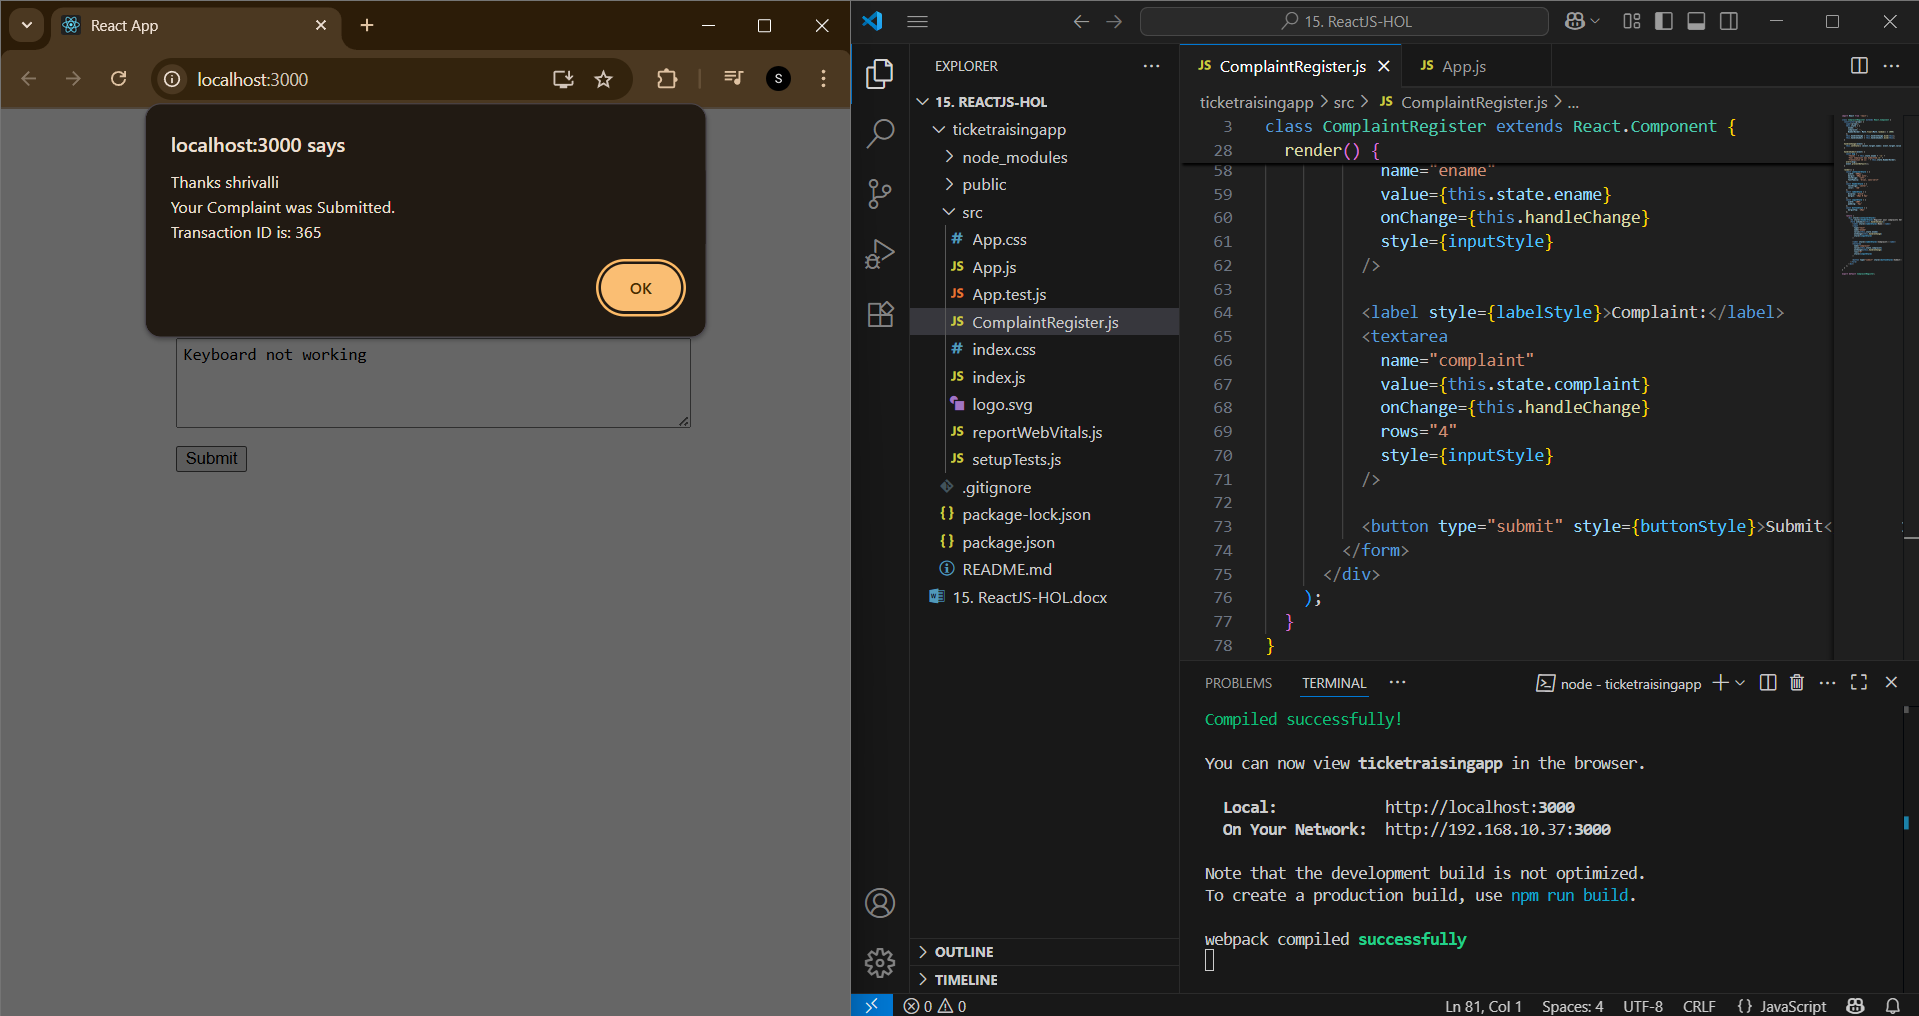 React App
localhost:3000
S
localhost:3000 says
Thanks shrivalli
Your Complaint was Submitted.
Transaction ID is: 365
OK
Keyboard not working
Submit
15. ReactJS-HOL
EXPLORER
15. REACTJS-HOL
ticketraisingapp
node_modules
public
src
# App.css
JS App.js
JS App.test.js
JS ComplaintRegister.js
# index.css
JS index.js
logo.svg
JS reportWebVitals.js
JS setupTests.js
.gitignore
{} package-lock.json
{} package.json
README.md
15. ReactJS-HOL.docx
OUTLINE
TIMELINE
JS ComplaintRegister.js
JS App.js
ticketraisingapp > src > JS ComplaintRegister.js > ...
3 class ComplaintRegister extends React.Component {
28 render() {
58 name="ename"
59 value={this.state.ename}
60 onChange={this.handleChange}
61 style={inputStyle}
62 />
63
64 <label style={labelStyle}>Complaint:</label>
65 <textarea
66 name="complaint"
67 value={this.state.complaint}
68 onChange={this.handleChange}
69 rows="4"
70 style={inputStyle}
71 />
72
73 <button type="submit" style={buttonStyle}>Submit<
74 </form>
75 </div>
76 );
77 }
78 }
PROBLEMS TERMINAL ...
node - ticketraisingapp
Compiled successfully!
You can now view ticketraisingapp in the browser.
Local: http://localhost:3000
On Your Network: http://192.168.10.37:3000
Note that the development build is not optimized.
To create a production build, use npm run build.
webpack compiled successfully
0 0
Ln 81, Col 1 Spaces: 4 UTF-8 CRLF {} JavaScript